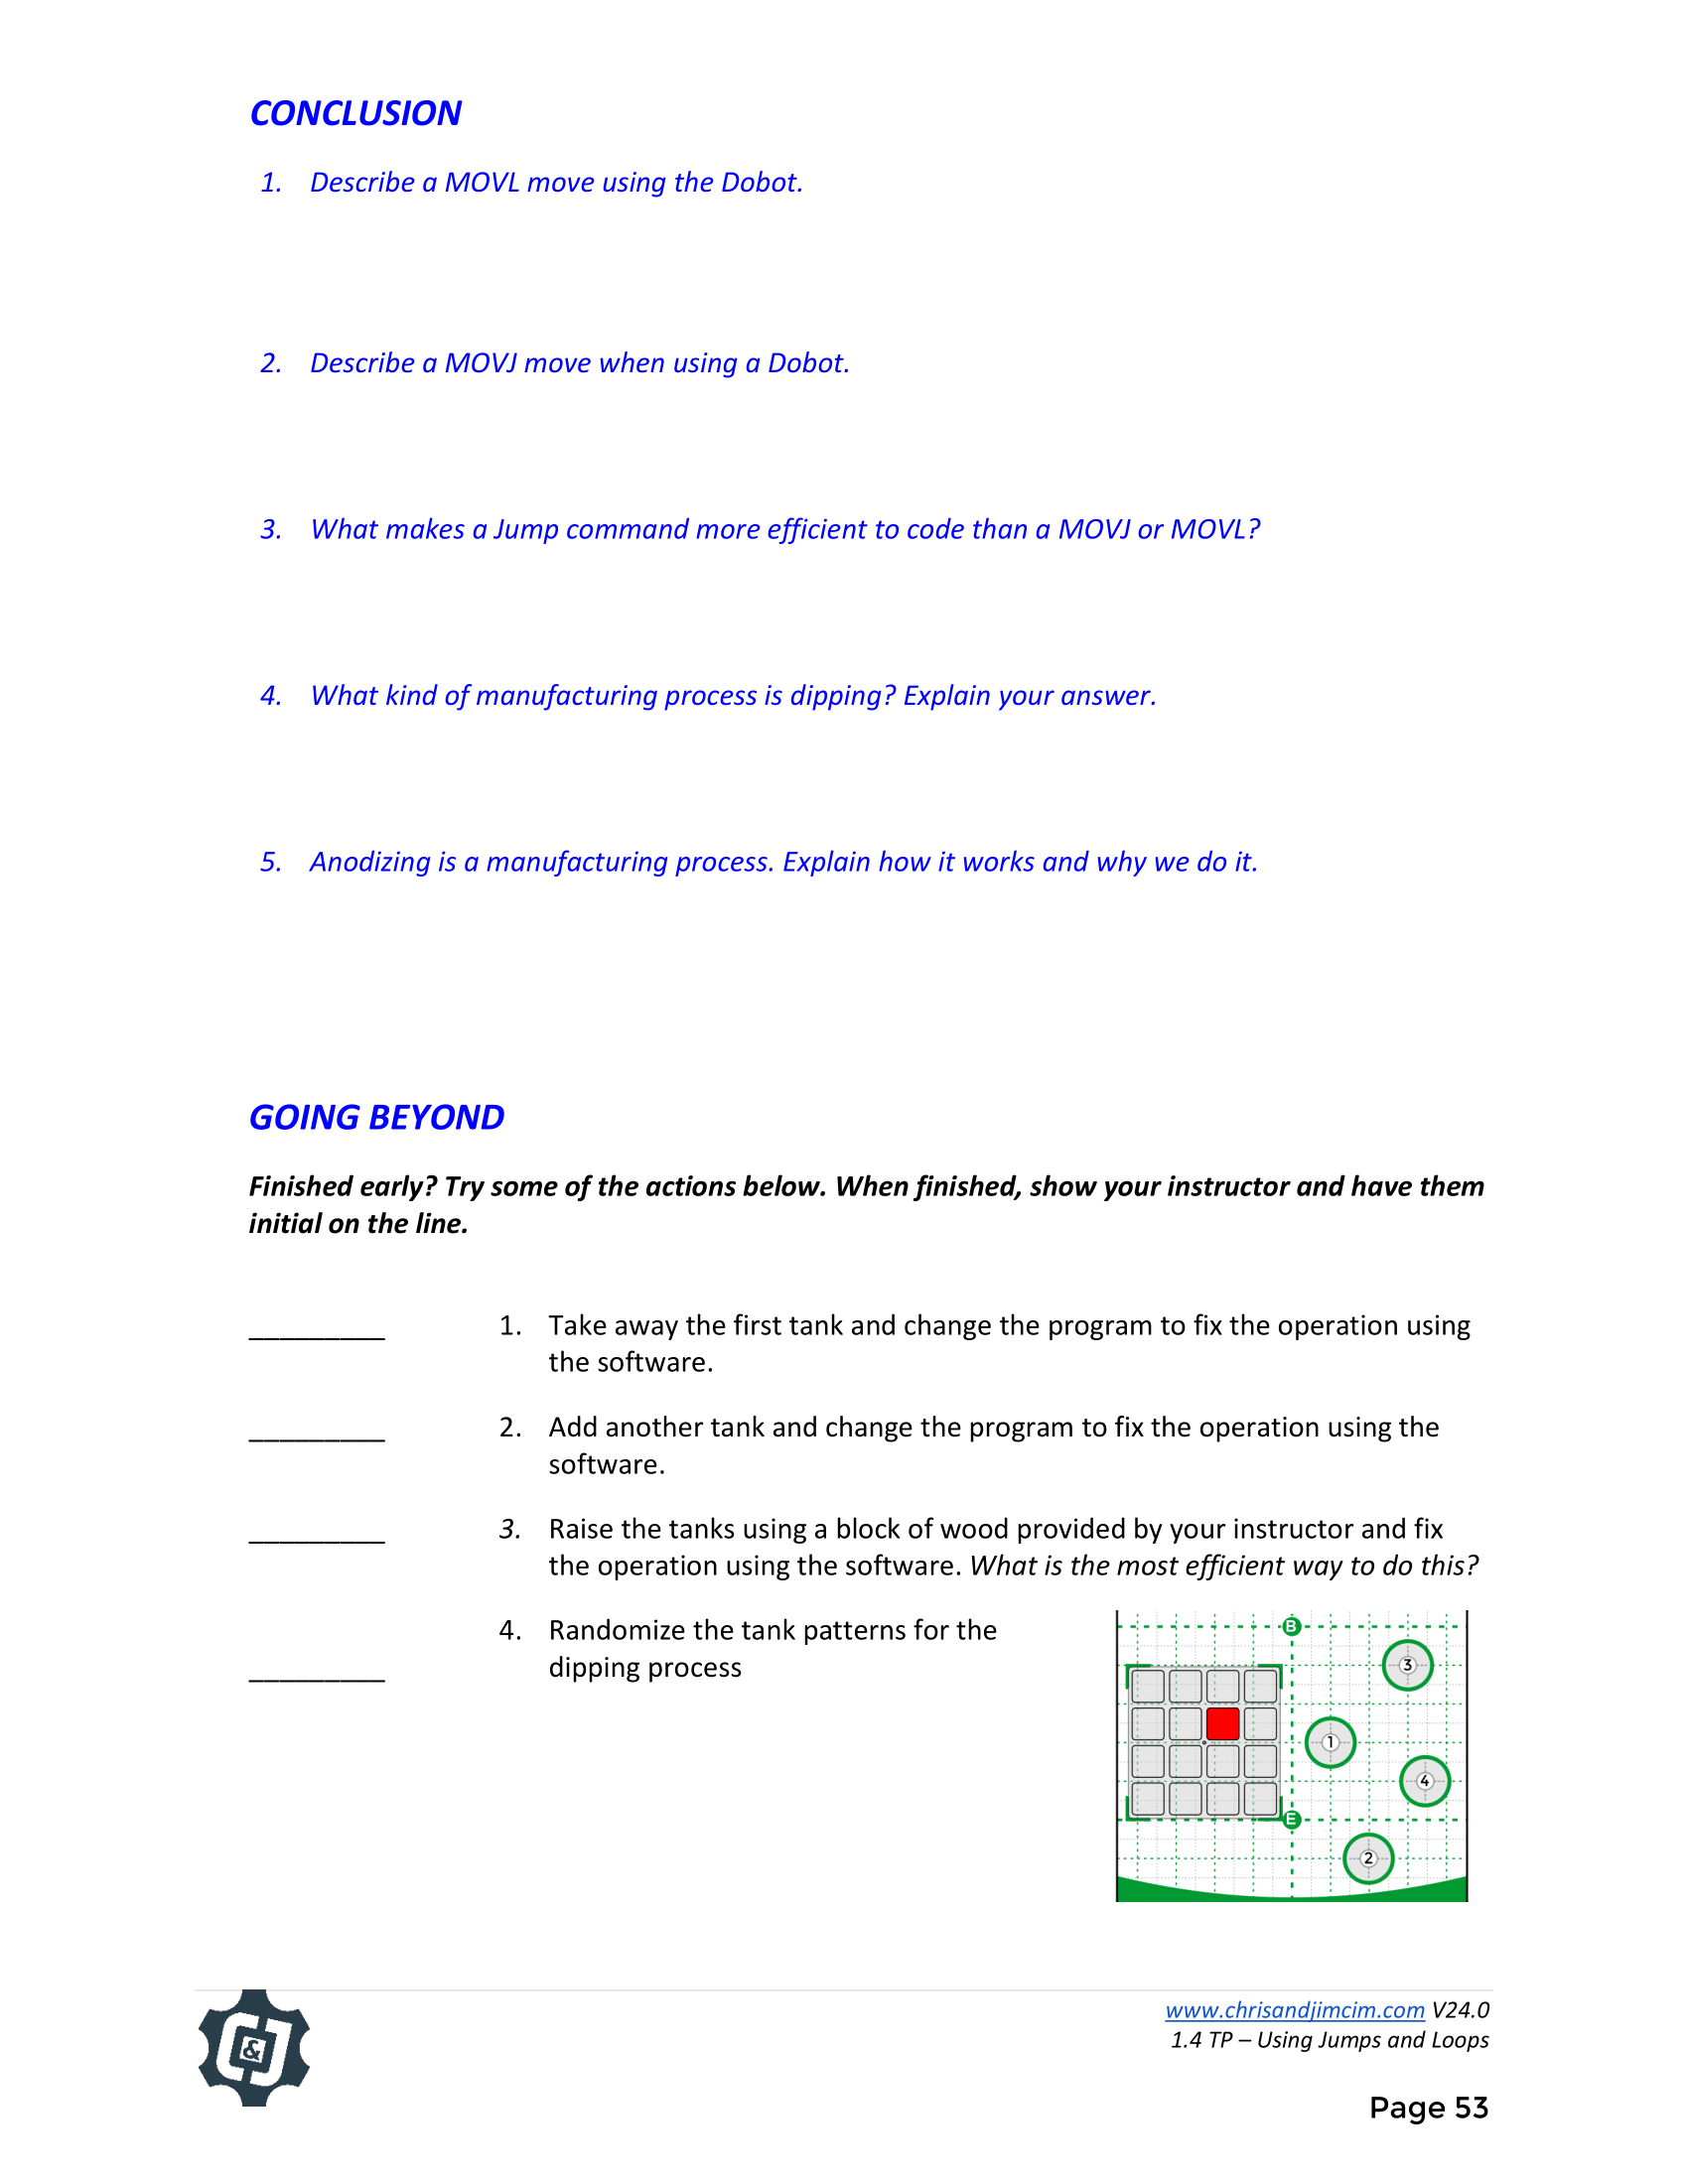 CONCLUSION
1. Describe a MOVL move using the Dobot.
2. Describe a MOVJ move when using a Dobot.
3. What makes a Jump command more efficient to code than a MOVJ or MOVL?
4. What kind of manufacturing process is dipping? Explain your answer.
5. Anodizing is a manufacturing process. Explain how it works and why we do it.
GOING BEYOND
Finished early? Try some of the actions below. When finished, show your instructor and have them
initial on the line.
_________ 1. Take away the first tank and change the program to fix the operation using
the software.
_________ 2. Add another tank and change the program to fix the operation using the
software.
_________ 3. Raise the tanks using a block of wood provided by your instructor and fix
the operation using the software. What is the most efficient way to do this?
4. Randomize the tank patterns for the
_________ dipping process
B
3
1
4
E
2
C&J
www.chrisandjimcim.com V24.0
1.4 TP – Using Jumps and Loops
Page 53